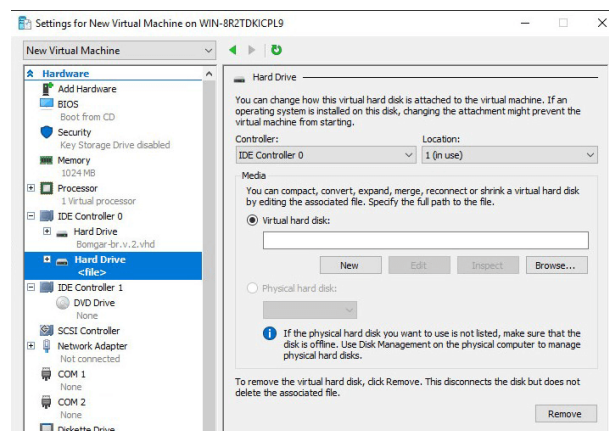 Settings for New Virtual Machine on WIN-8R2TDKICPL9
New Virtual Machine
Hardware
Add Hardware
BIOS
Boot from CD
Security
Key Storage Drive disabled
Memory
1024 MB
Processor
1 Virtual processor
IDE Controller 0
Hard Drive
Bomgar-br.v.2.vhd
Hard Drive
<file>
IDE Controller 1
DVD Drive
None
SCSI Controller
Network Adapter
Not connected
COM 1
None
COM 2
None
Diskette Drive
Hard Drive
You can change how this virtual hard disk is attached to the virtual machine. If an
operating system is installed on this disk, changing the attachment might prevent the
virtual machine from starting.
Controller:
Location:
IDE Controller 0
1 (in use)
Media
You can compact, convert, expand, merge, reconnect or shrink a virtual hard disk
by editing the associated file. Specify the full path to the file.
Virtual hard disk:
New
Edit
Inspect
Browse...
Physical hard disk:
If the physical hard disk you want to use is not listed, make sure that the
disk is offline. Use Disk Management on the physical computer to manage
physical hard disks.
To remove the virtual hard disk, click Remove. This disconnects the disk but does not
delete the associated file.
Remove